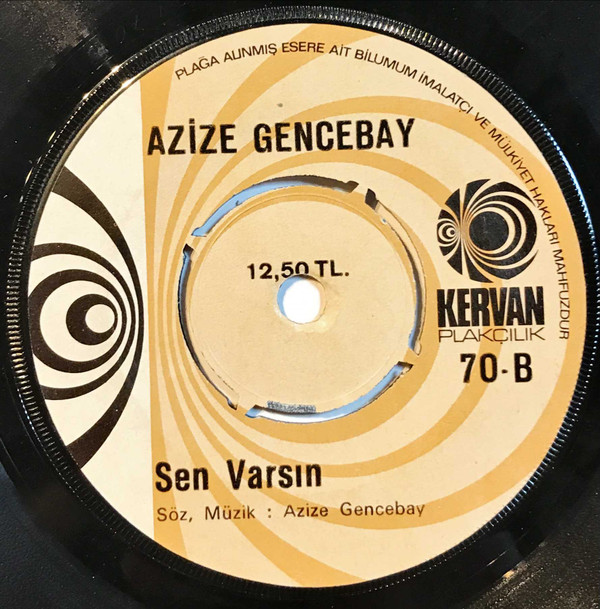 PLAĞA ALINMIŞ ESERE AİT BİLUMUM İMALATÇI VE MÜLKİYET HAKLARI MAHFUZDUR
AZİZE GENCEBAY
12,50 TL.
KERVAN
PLAKÇILIK
70-B
Sen Varsın
Söz, Müzik : Azize Gencebay